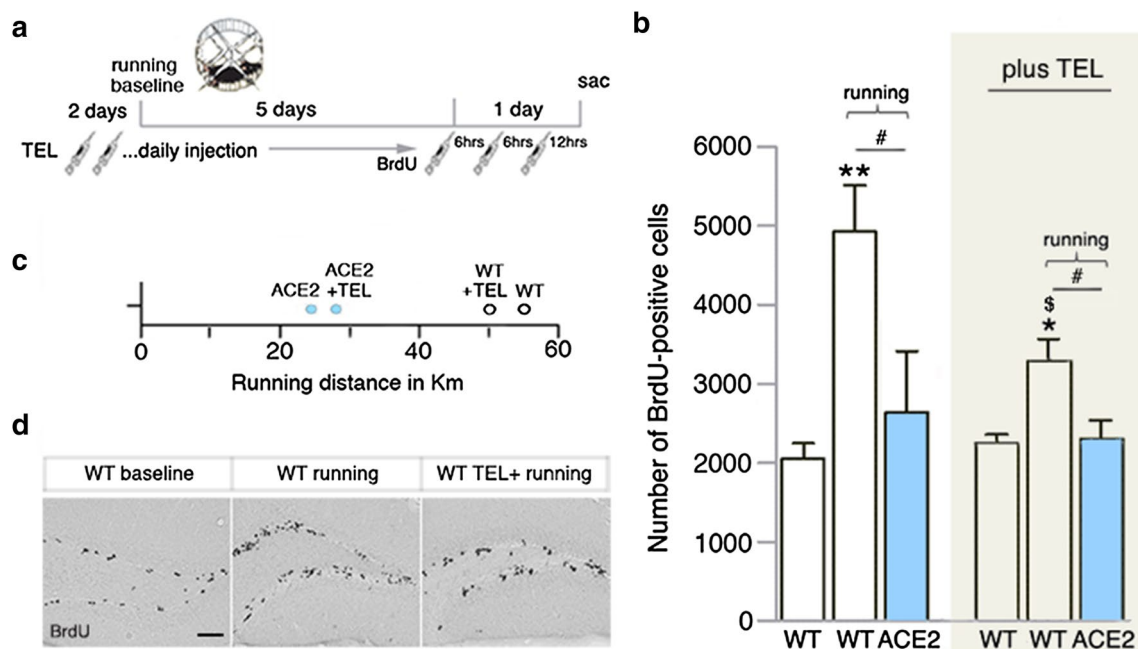 a
running
baseline
sac
2 days
5 days
1 day
TEL
...daily injection
BrdU
6hrs
6hrs
12hrs
c
ACE2
ACE2
+TEL
WT
+TEL
WT
0
20
40
60
Running distance in Km
d
WT baseline
WT running
WT TEL+ running
BrdU
b
plus TEL
running
#
**
running
#
$
*
Number of BrdU-positive cells
6000
5000
4000
3000
2000
1000
0
WT
WT
ACE2
WT
WT
ACE2